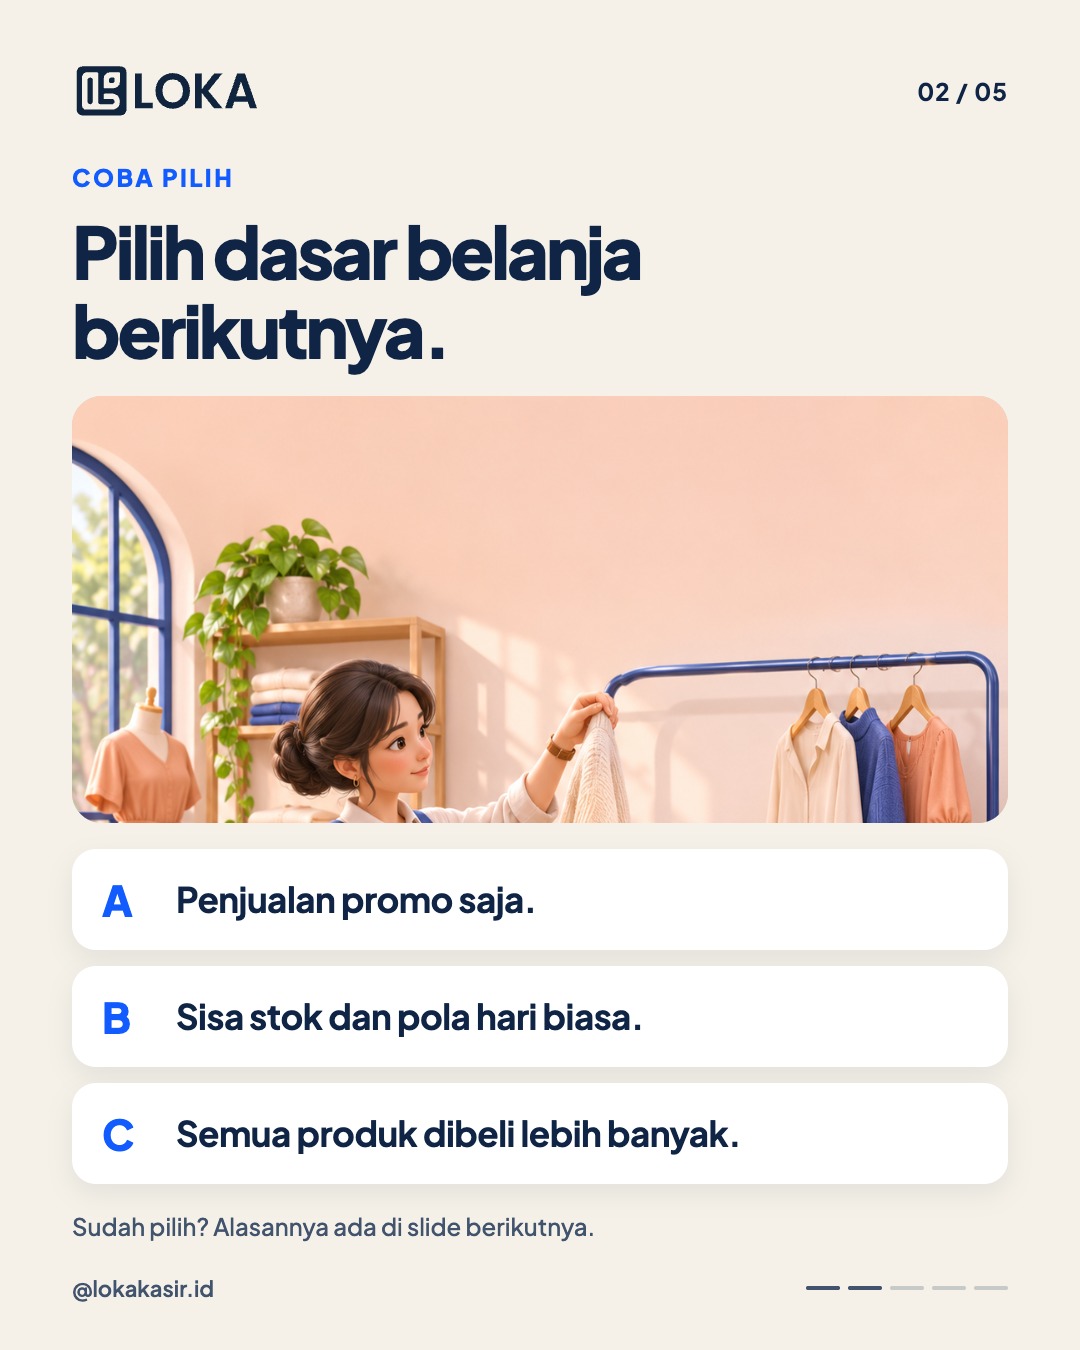 LOKA
02 / 05
COBA PILIH
Pilih dasar belanja
berikutnya.
A Penjualan promo saja.
B Sisa stok dan pola hari biasa.
C Semua produk dibeli lebih banyak.
Sudah pilih? Alasannya ada di slide berikutnya.
@lokakasir.id